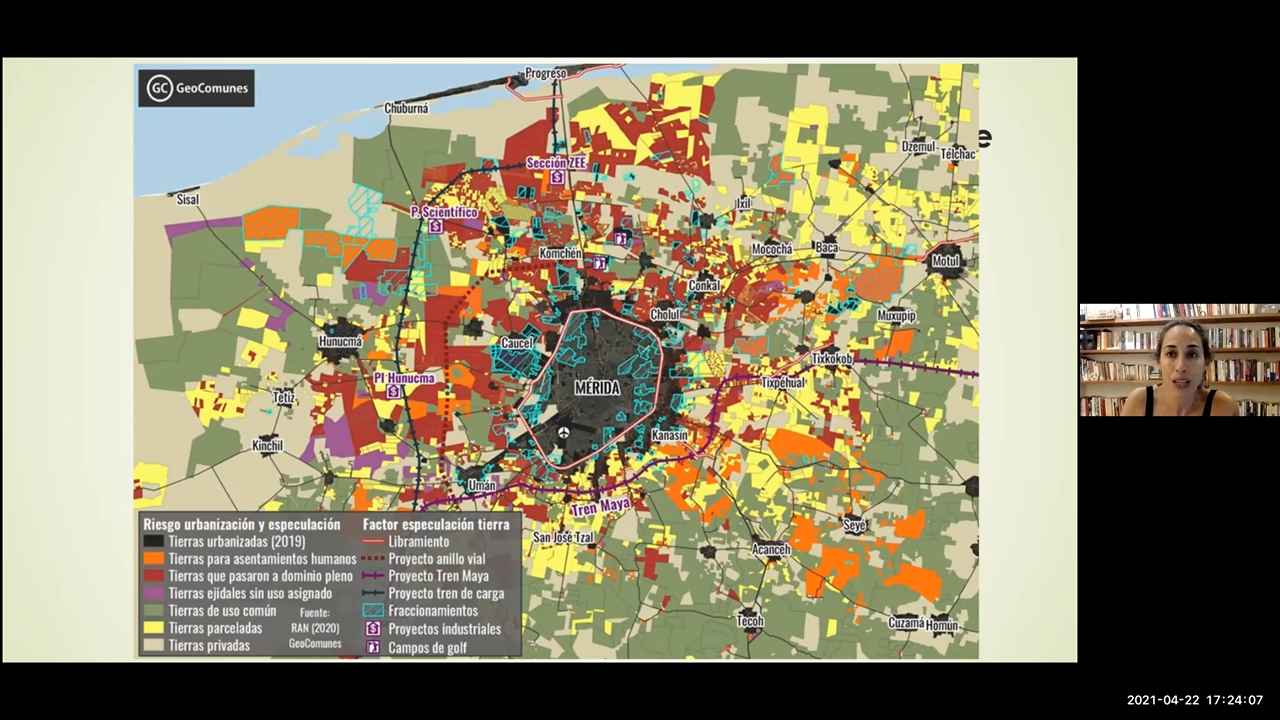 GC GeoComunes
Progreso
Chuburná
e
Dzemul
Telchac
Sección ZEE
Sisal
Ixil
P. Scientífico
Komchén
Mocochá
Baca
Motul
Conkal
Cholul
Muxupip
Hunucmá
Caucel
Tixkokob
PI Hunucma
MÉRIDA
Tixpéhual
Tetiz
Kanasín
Kinchil
Umán
Tren Maya
Seyé
San José Tzal
Acanceh
Tecoh
Cuzamá
Homún
Riesgo urbanización y especulación
Tierras urbanizadas (2019)
Tierras para asentamientos humanos
Tierras que pasaron a dominio pleno
Tierras ejidales sin uso asignado
Tierras de uso común
Tierras parceladas
Tierras privadas
Fuente:
RAN (2020)
GeoComunes
Factor especulación tierra
Libramiento
Proyecto anillo vial
Proyecto Tren Maya
Proyecto tren de carga
Fraccionamientos
Proyectos industriales
Campos de golf
2021-04-22 17:24:07